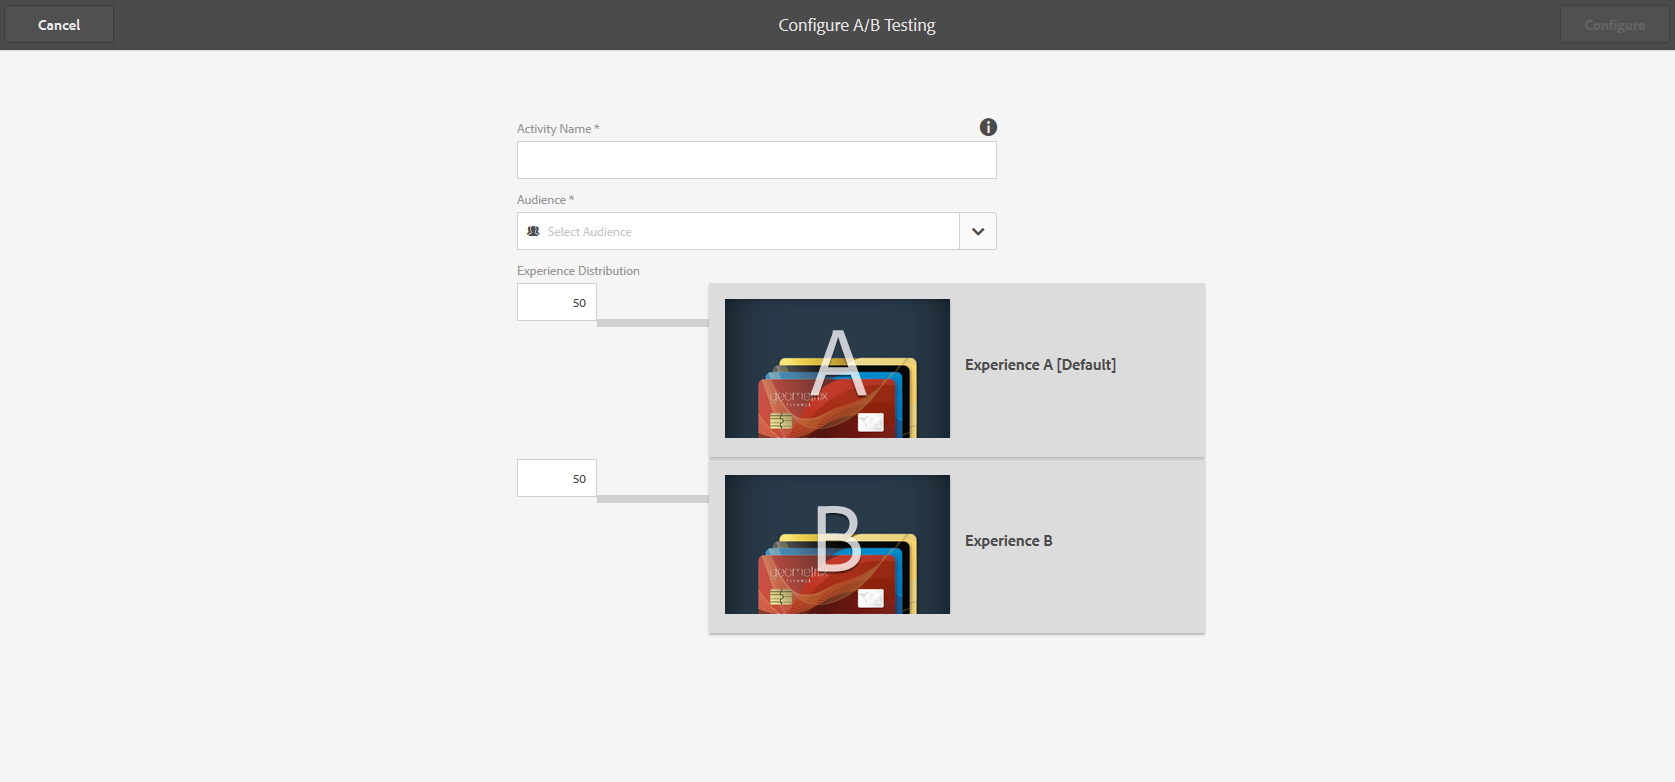 Cancel
Configure A/B Testing
Configure
Activity Name *
Audience *
Select Audience
Experience Distribution
50
A
geometrixx
FINANCE
Experience A [Default]
50
B
geometrixx
FINANCE
Experience B